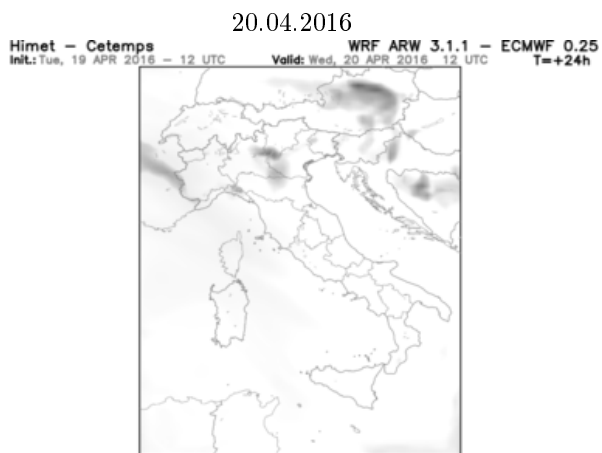 20.04.2016
Himet – Cetemps WRF ARW 3.1.1 – ECMWF 0.25
Init.: Tue, 19 APR 2016 – 12 UTC Valid: Wed, 20 APR 2016 12 UTC T=+24h